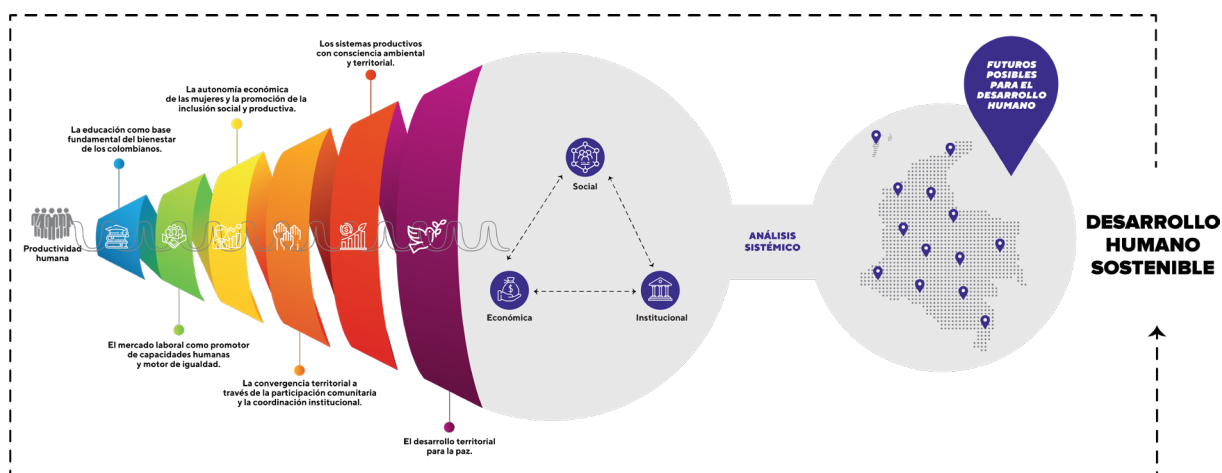 Productividad
humana
La educación como base
fundamental del bienestar
de los colombianos.
El mercado laboral como promotor
de capacidades humanas
y motor de igualdad.
La autonomía económica
de las mujeres y la promoción de la
inclusión social y productiva.
La convergencia territorial a
través de la participación comunitaria
y la coordinación institucional.
Los sistemas productivos
con consciencia ambiental
y territorial.
El desarrollo territorial
para la paz.
Social
Económica
Institucional
ANÁLISIS
SISTÉMICO
FUTUROS
POSIBLES
PARA EL
DESARROLLO
HUMANO
DESARROLLO
HUMANO
SOSTENIBLE